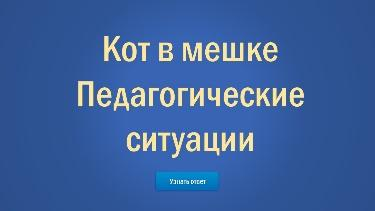 Кот в мешке
Педагогические
ситуации
Узнать ответ